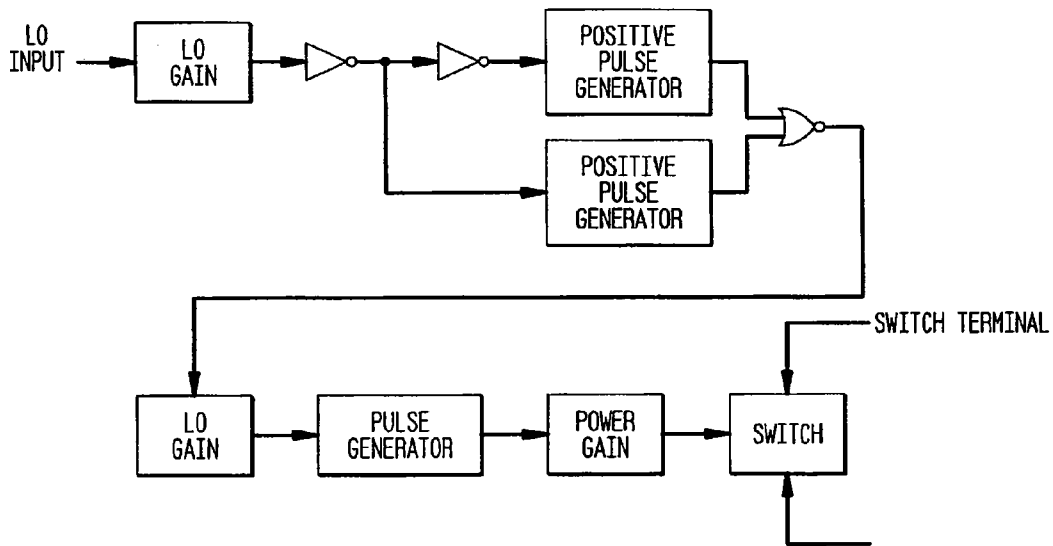 LO
INPUT
LO
GAIN
POSITIVE
PULSE
GENERATOR
POSITIVE
PULSE
GENERATOR
SWITCH TERMINAL
LO
GAIN
PULSE
GENERATOR
POWER
GAIN
SWITCH